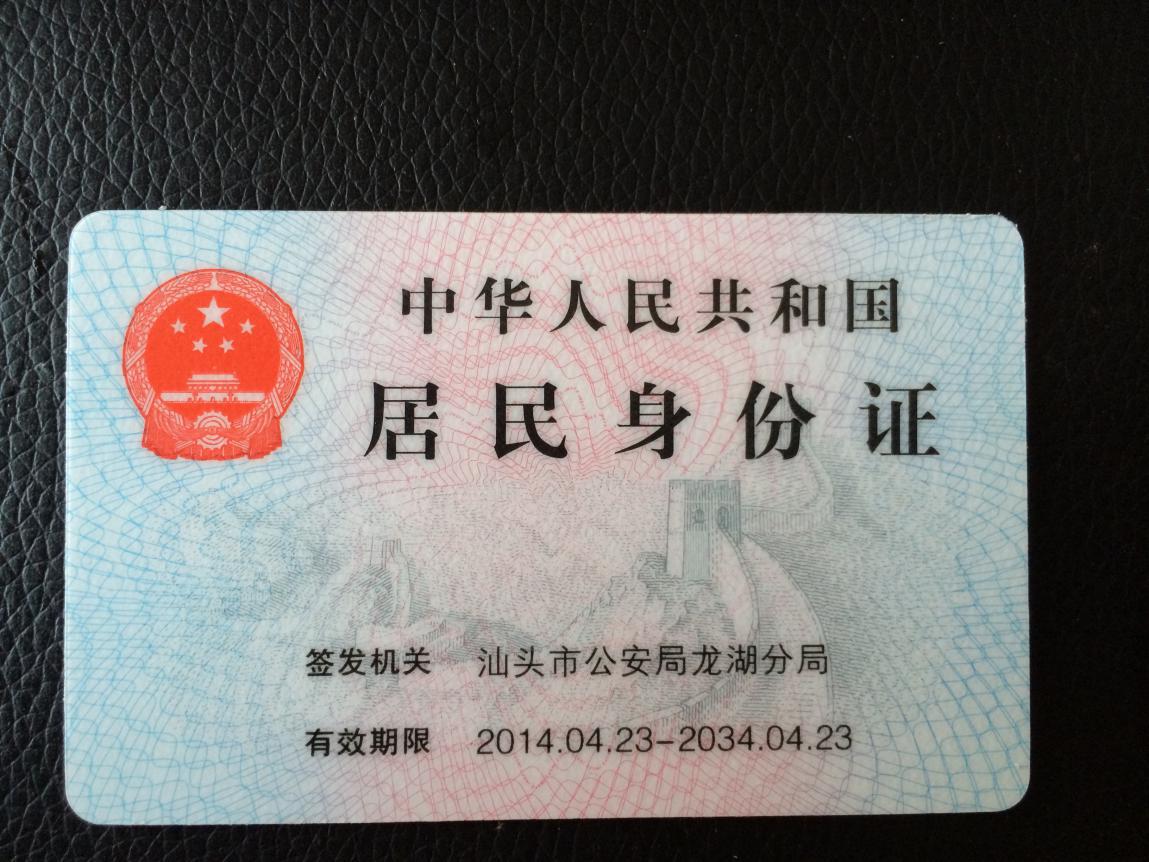 中华人民共和国
居民身份证
签发机关 汕头市公安局龙湖分局
有效期限 2014.04.23-2034.04.23